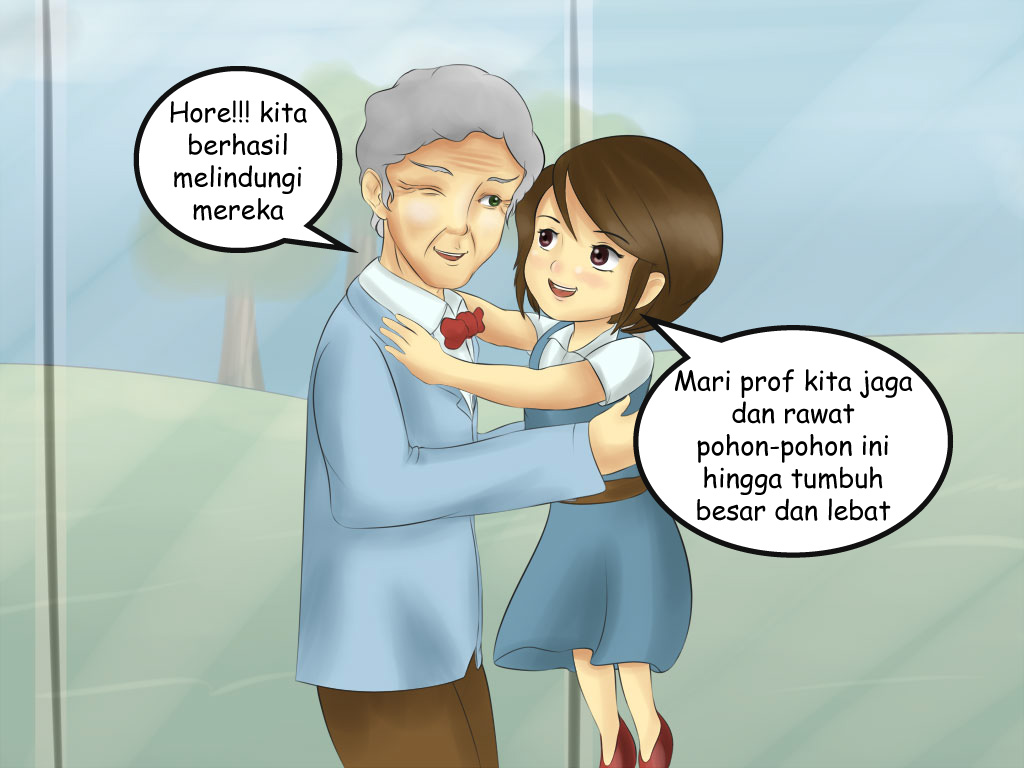 Hore!!! kita
berhasil
melindungi
mereka
Mari prof kita jaga
dan rawat
pohon-pohon ini
hingga tumbuh
besar dan lebat